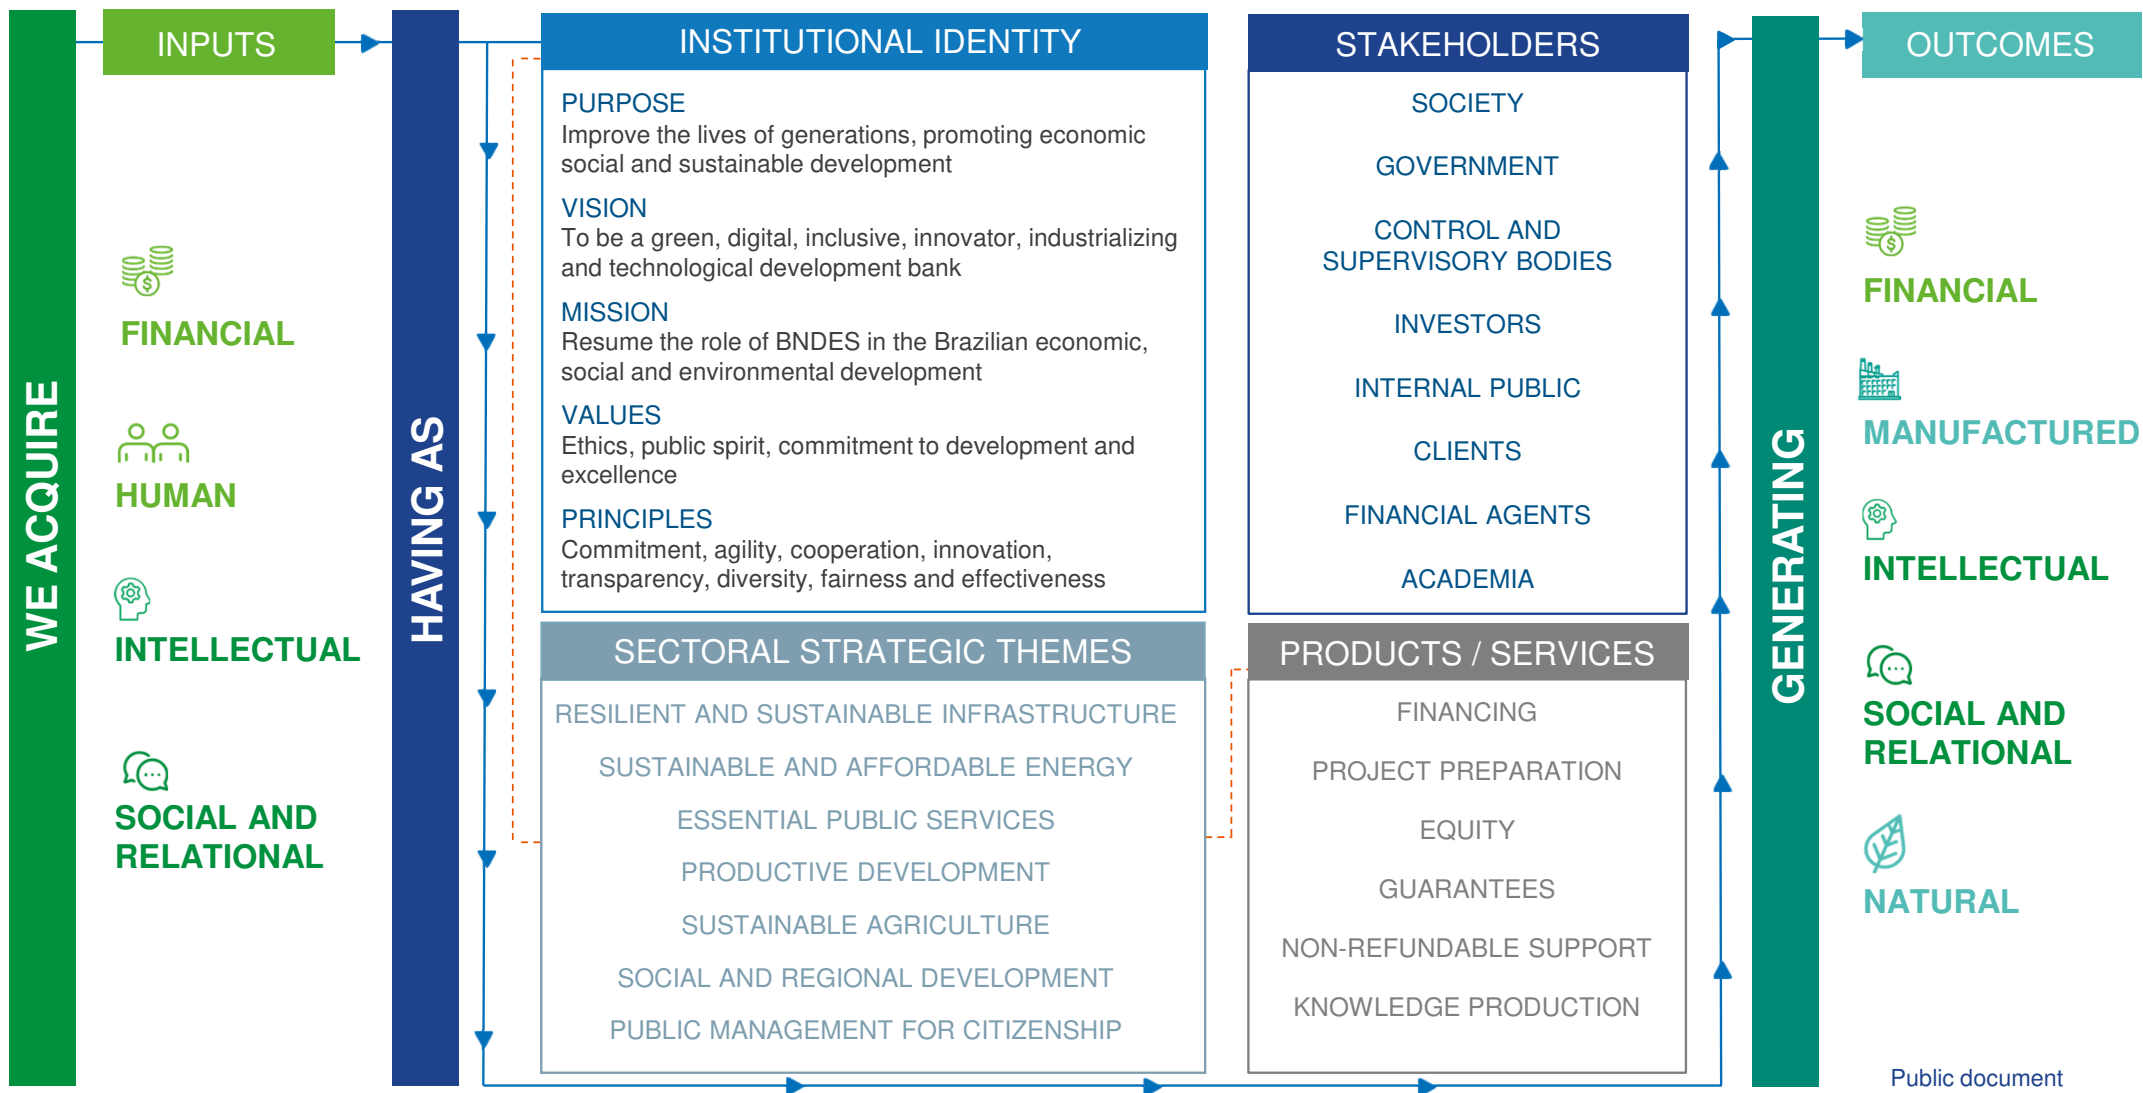 WE ACQUIRE
INPUTS
FINANCIAL
HUMAN
INTELLECTUAL
SOCIAL AND
RELATIONAL
HAVING AS
INSTITUTIONAL IDENTITY
PURPOSE
Improve the lives of generations, promoting economic
social and sustainable development
VISION
To be a green, digital, inclusive, innovator, industrializing
and technological development bank
MISSION
Resume the role of BNDES in the Brazilian economic,
social and environmental development
VALUES
Ethics, public spirit, commitment to development and
excellence
PRINCIPLES
Commitment, agility, cooperation, innovation,
transparency, diversity, fairness and effectiveness
STAKEHOLDERS
SOCIETY
GOVERNMENT
CONTROL AND
SUPERVISORY BODIES
INVESTORS
INTERNAL PUBLIC
CLIENTS
FINANCIAL AGENTS
ACADEMIA
SECTORAL STRATEGIC THEMES
RESILIENT AND SUSTAINABLE INFRASTRUCTURE
SUSTAINABLE AND AFFORDABLE ENERGY
ESSENTIAL PUBLIC SERVICES
PRODUCTIVE DEVELOPMENT
SUSTAINABLE AGRICULTURE
SOCIAL AND REGIONAL DEVELOPMENT
PUBLIC MANAGEMENT FOR CITIZENSHIP
PRODUCTS / SERVICES
FINANCING
PROJECT PREPARATION
EQUITY
GUARANTEES
NON-REFUNDABLE SUPPORT
KNOWLEDGE PRODUCTION
GENERATING
OUTCOMES
FINANCIAL
MANUFACTURED
INTELLECTUAL
SOCIAL AND
RELATIONAL
NATURAL
Public document